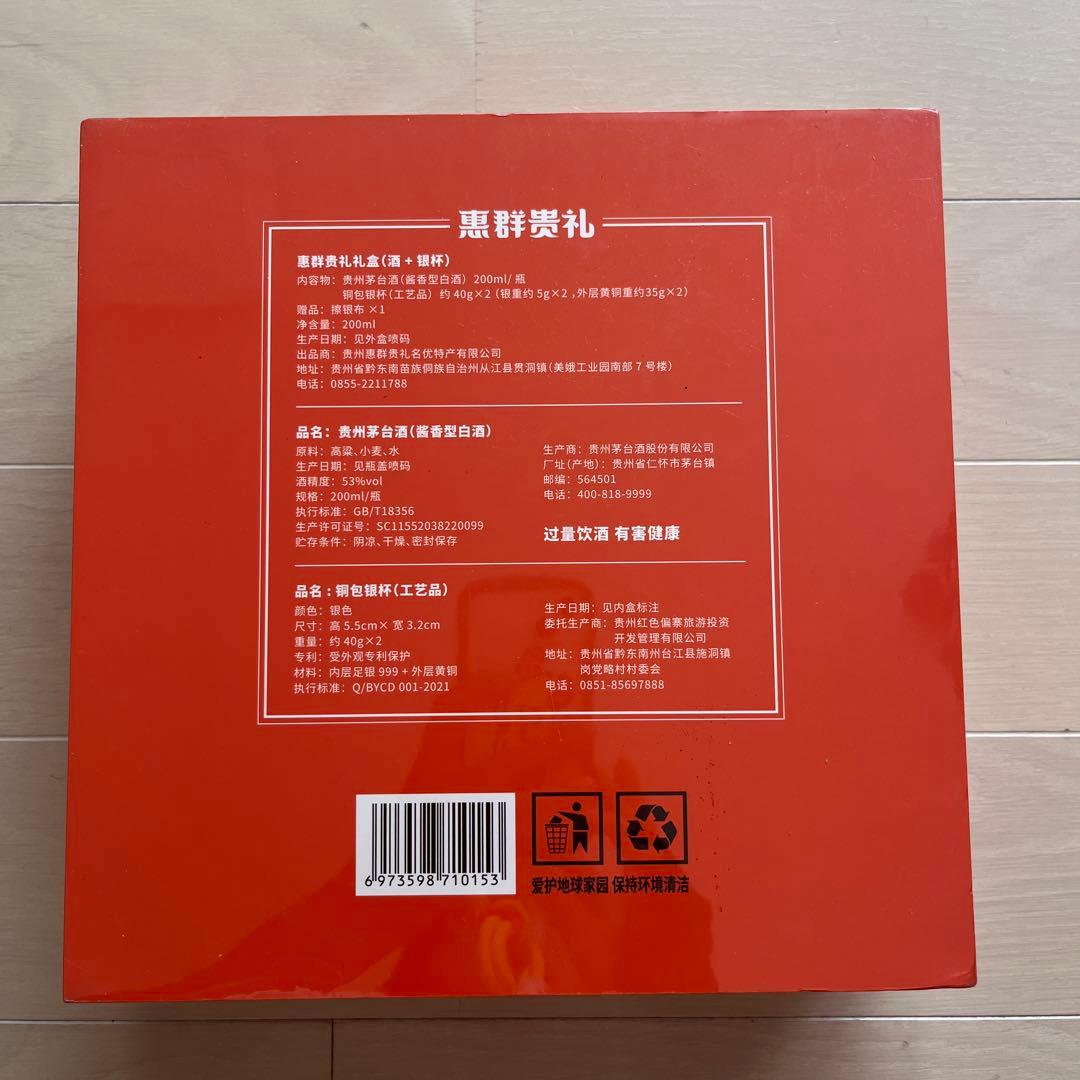 惠群贵礼
惠群贵礼礼盒(酒 + 银杯)
内容物: 贵州茅台酒(酱香型白酒) 200ml/ 瓶
铜包银杯(工艺品) 约 40g×2 (银重约 5g×2 ,外层黄铜重约35g×2)
赠品: 擦银布 ×1
净含量: 200ml
生产日期: 见外盒喷码
出品商: 贵州惠群贵礼名优特产有限公司
地址: 贵州省黔东南苗族侗族自治州从江县贯洞镇(美娥工业园南部 7 号楼)
电话: 0855-2211788
品名: 贵州茅台酒(酱香型白酒)
原料: 高粱、小麦、水
生产日期: 见瓶盖喷码
酒精度: 53%vol
规格: 200ml/瓶
执行标准: GB/T18356
生产许可证号: SC11552038220099
贮存条件: 阴凉、干燥、密封保存
生产商: 贵州茅台酒股份有限公司
厂址(产地): 贵州省仁怀市茅台镇
邮编: 564501
电话: 400-818-9999
过量饮酒 有害健康
品名 : 铜包银杯(工艺品)
颜色: 银色
尺寸: 高 5.5cm× 宽 3.2cm
重量: 约 40g×2
专利: 受外观专利保护
材料: 内层足银 999 + 外层黄铜
执行标准: Q/BYCD 001-2021
生产日期: 见内盒标注
委托生产商: 贵州红色偏寨旅游投资
开发管理有限公司
地址: 贵州省黔东南州台江县施洞镇
岗党略村村委会
电话: 0851-85697888
6 973598 710153
爱护地球家园 保持环境清洁